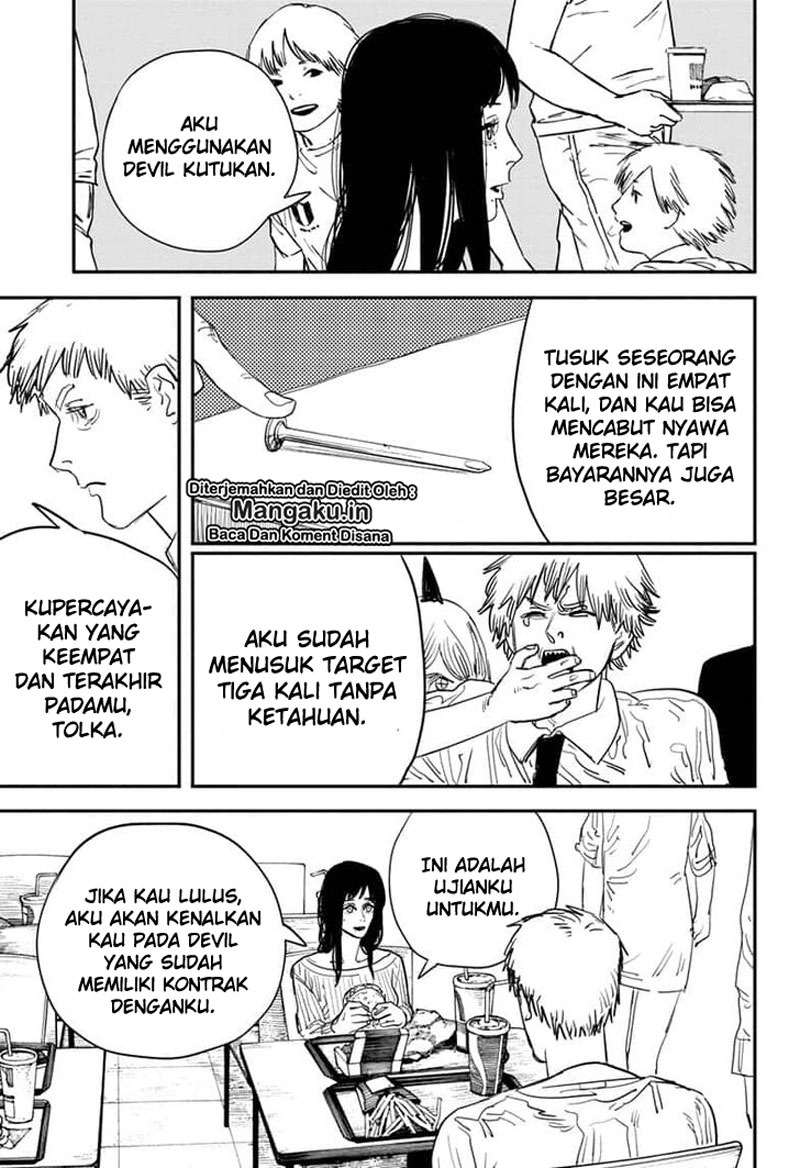 AKU
MENGGUNAKAN
DEVIL KUTUKAN.
TUSUK SESEORANG
DENGAN INI EMPAT
KALI, DAN KAU BISA
MENCABUT NYAWA
MEREKA. TAPI
BAYARANNYA JUGA
BESAR.
Diterjemahkan dan Diedit Oleh :
Mangaku.in
Baca Dan Koment Disana
AKU SUDAH
MENUSUK TARGET
TIGA KALI TANPA
KETAHUAN.
KUPERCAYA-
KAN YANG
KEEMPAT
DAN TERAKHIR
PADAMU,
TOLKA.
INI ADALAH
UJIANKU
UNTUKMU.
JIKA KAU LULUS,
AKU AKAN KENALKAN
KAU PADA DEVIL
YANG SUDAH
MEMILIKI KONTRAK
DENGANKU.